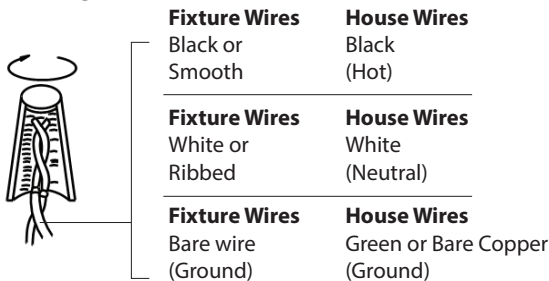 Fixture Wires House Wires
Black or Black
Smooth (Hot)
Fixture Wires House Wires
White or White
Ribbed (Neutral)
Fixture Wires House Wires
Bare wire Green or Bare Copper
(Ground) (Ground)